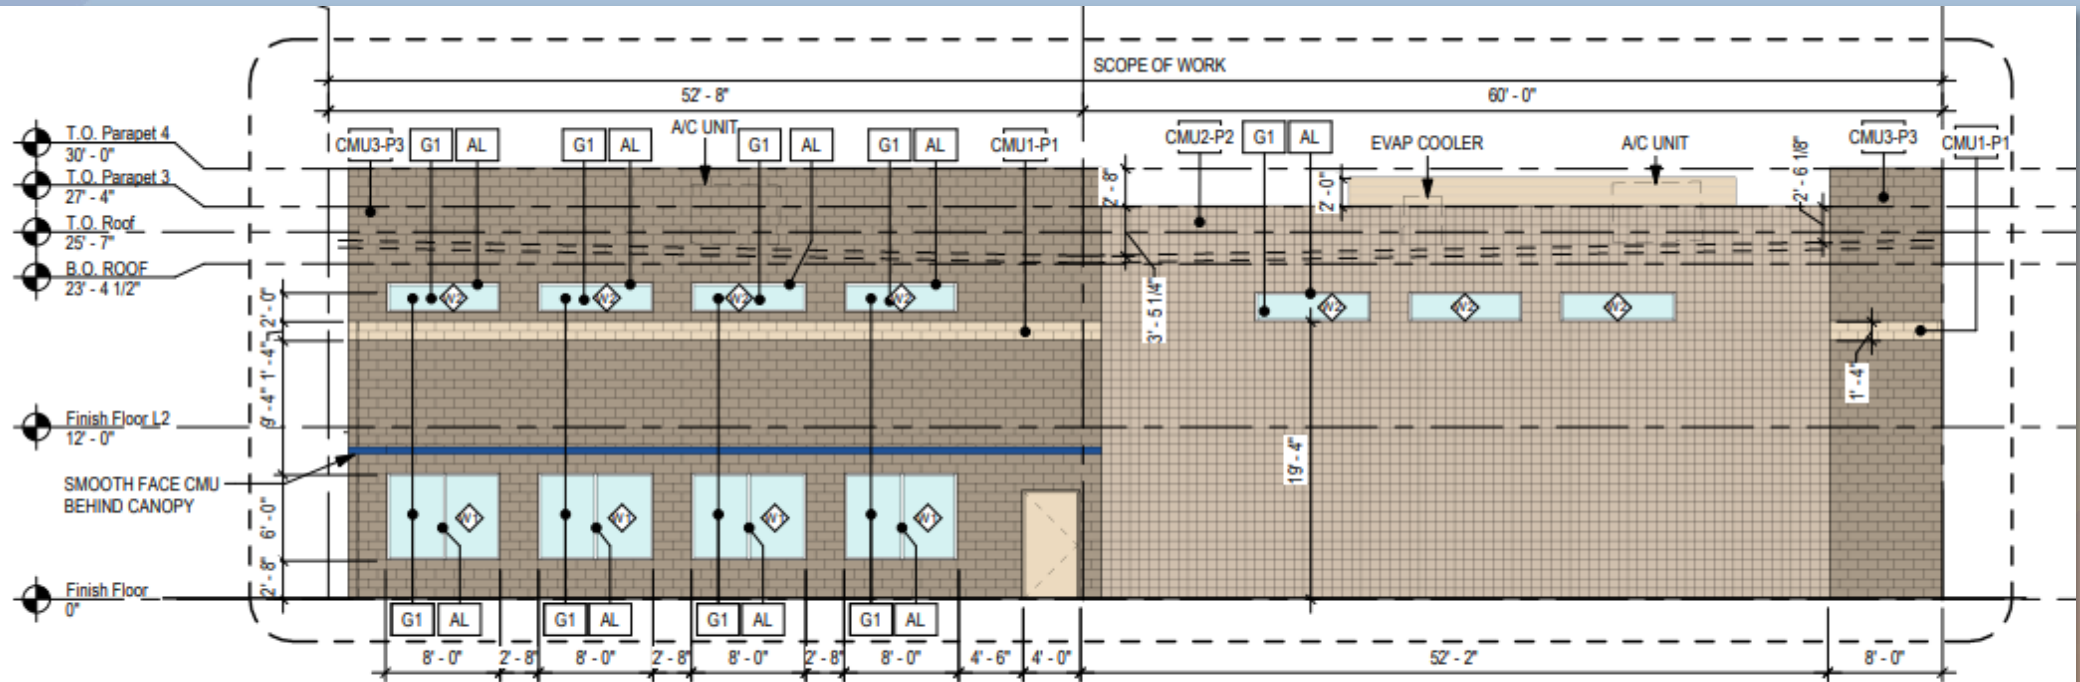 SCOPE OF WORK
52' - 8"
60' - 0"
T.O. Parapet 4
30' - 0"
T.O. Parapet 3
27' - 4"
T.O. Roof
25' - 7"
B.O. ROOF
23' - 4 1/2"
Finish Floor L2
12' - 0"
SMOOTH FACE CMU
BEHIND CANOPY
Finish Floor
0"
CMU3-P3
G1
AL
G1
AL
A/C UNIT
G1
AL
G1
AL
CMU1-P1
CMU2-P2
G1
AL
EVAP COOLER
A/C UNIT
CMU3-P3
CMU1-P1
2' - 8"
2' - 0"
2' - 6 1/8"
3' - 5 1/4"
2' - 0"
1' - 4"
9' - 4"
6' - 0"
2' - 8"
19' - 4"
1' - 4"
W2
W2
W2
W2
W2
W2
W2
W1
W1
W1
W1
G1
AL
G1
AL
G1
AL
G1
AL
8' - 0"
2' - 8"
8' - 0"
2' - 8"
8' - 0"
2' - 8"
8' - 0"
4' - 6"
4' - 0"
52' - 2"
8' - 0"